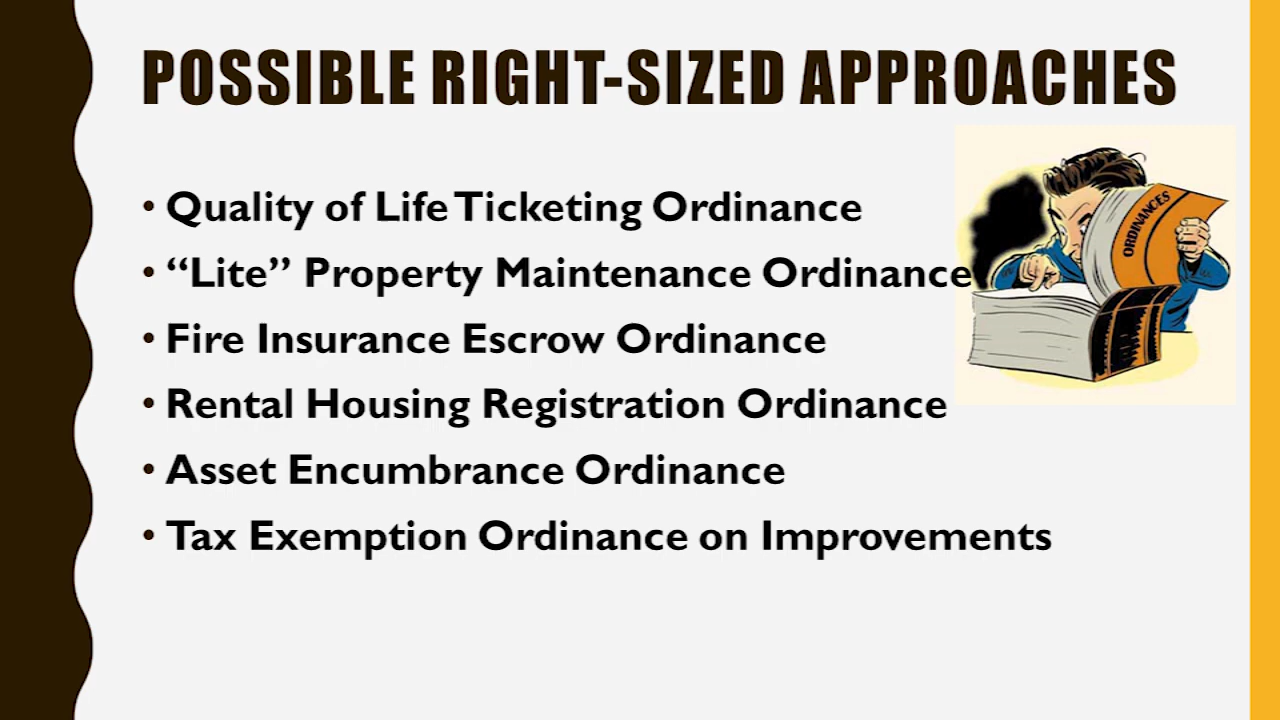 POSSIBLE RIGHT-SIZED APPROACHES
• Quality of Life Ticketing Ordinance
• “Lite” Property Maintenance Ordinance
• Fire Insurance Escrow Ordinance
• Rental Housing Registration Ordinance
• Asset Encumbrance Ordinance
• Tax Exemption Ordinance on Improvements
ORDINANCES